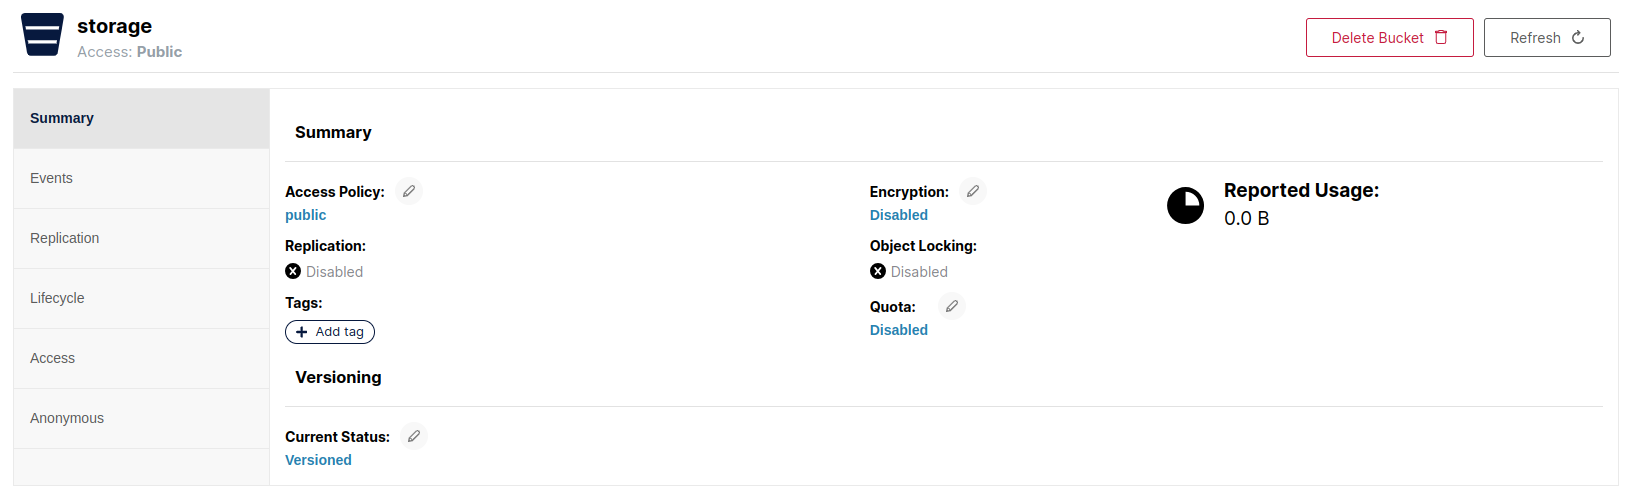 storage
Access: Public
Delete Bucket
Refresh
Summary
Events
Replication
Lifecycle
Access
Anonymous
Summary
Access Policy:
public
Replication:
Disabled
Tags:
Add tag
Encryption:
Disabled
Object Locking:
Disabled
Quota:
Disabled
Reported Usage:
0.0 B
Versioning
Current Status:
Versioned